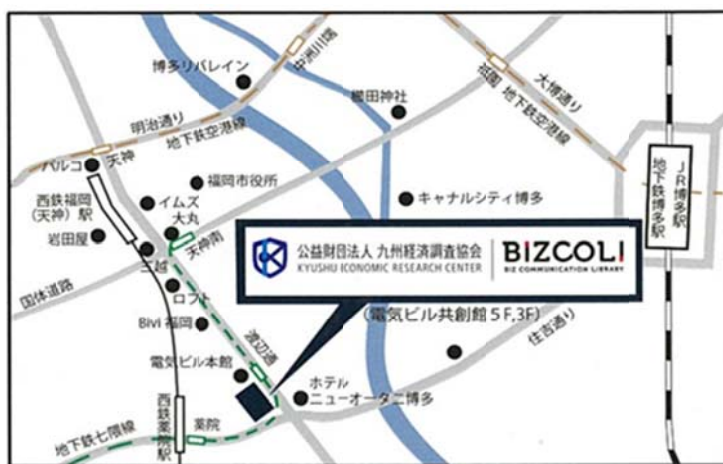 博多リバレイン
中洲川端
櫛田神社
祇園
大博通り
地下鉄空港線
明治通り
地下鉄空港線
パルコ
天神
福岡市役所
キャナルシティ博多
JR博多駅
地下鉄博多駅
西鉄福岡
(天神)駅
イムズ
大丸
天神南
岩田屋
三越
国体道路
ロフト
公益財団法人 九州経済調査協会
KYUSHU ICONOMIC RESEARCH CENTER
BIZCOLI
BIZ COMMUNICATION LIBRARY
(電気ビル共創館5F,3F)
Bivi 福岡
渡辺通
住吉通り
電気ビル本館
ホテル
ニューオータニ博多
西鉄薬院駅
薬院
地下鉄七隈線